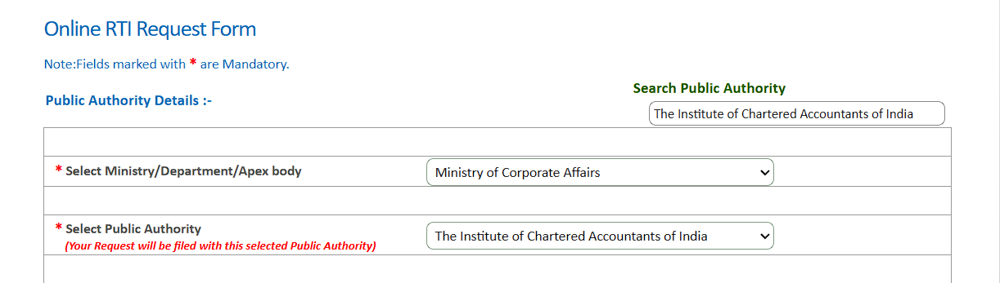 Online RTI Request Form
Note:Fields marked with * are Mandatory.
Search Public Authority
Public Authority Details :-
The Institute of Chartered Accountants of India
* Select Ministry/Department/Apex body
Ministry of Corporate Affairs
* Select Public Authority
(Your Request will be filed with this selected Public Authority)
The Institute of Chartered Accountants of India